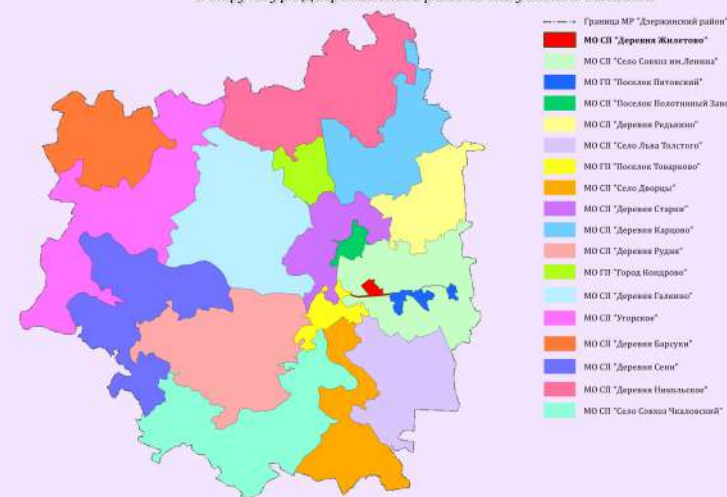 Граница МР "Дзержинский район"
МО СП "Деревня Жилетово"
МО СП "Село Совхоз им.Ленина"
МО ГП "Поселок Пятовский"
МО СП "Поселок Полотняный Заво
МО СП "Деревня Редькино"
МО СП "Село Льва Толстого"
МО ГП "Поселок Товарково"
МО СП "Село Дворцы"
МО СП "Деревня Старки"
МО СП "Деревня Карцово"
МО СП "Деревня Рудня"
МО ГП "Город Кондрово"
МО СП "Деревня Галкино"
МО СП "Угорское"
МО СП "Деревня Барсуки"
МО СП "Деревня Сени"
МО СП "Деревня Никольское"
МО СП "Село Совхоз Чкаловский"